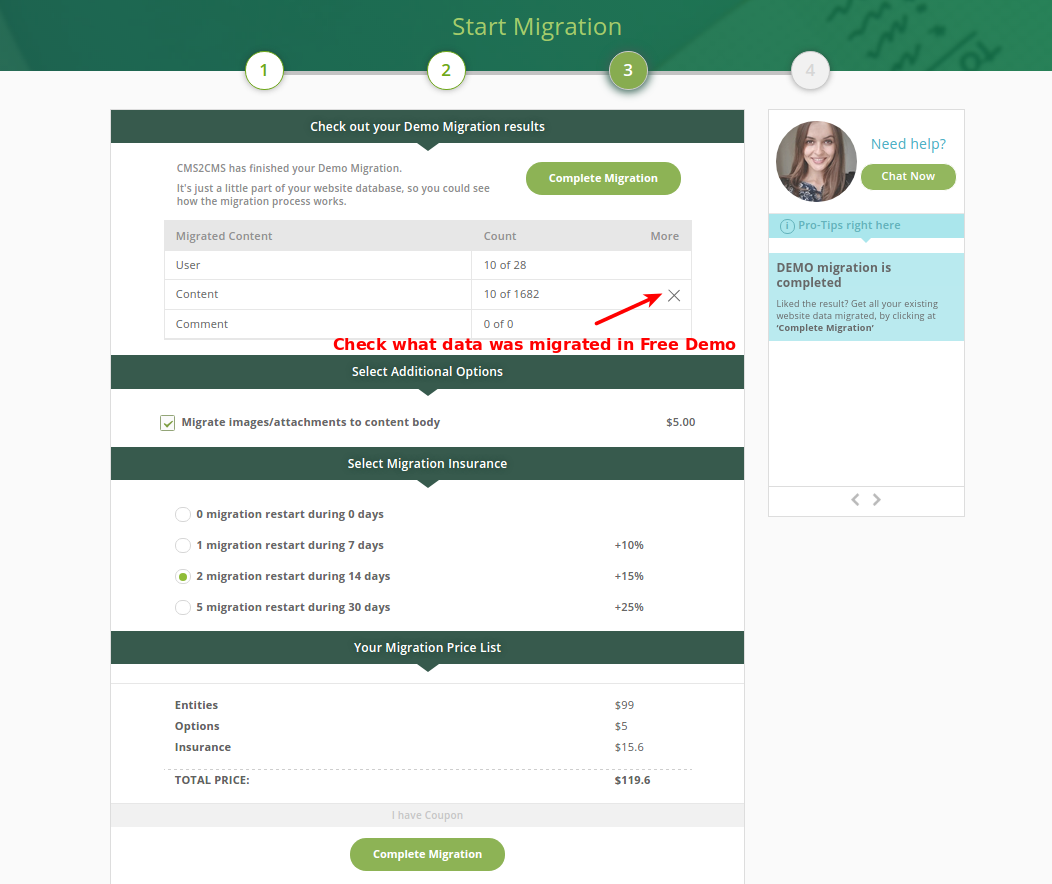 Start Migration
1 2 3 4
Check out your Demo Migration results
CMS2CMS has finished your Demo Migration.
It's just a little part of your website database, so you could see
how the migration process works.
Complete Migration
Migrated Content Count More
User 10 of 28
Content 10 of 1682
Comment 0 of 0
Check what data was migrated in Free Demo
Select Additional Options
Migrate images/attachments to content body $5.00
Select Migration Insurance
0 migration restart during 0 days
1 migration restart during 7 days +10%
2 migration restart during 14 days +15%
5 migration restart during 30 days +25%
Your Migration Price List
Entities $99
Options $5
Insurance $15.6
TOTAL PRICE: $119.6
I have Coupon
Complete Migration
Need help?
Chat Now
i Pro-Tips right here
DEMO migration is
completed
Liked the result? Get all your existing
website data migrated, by clicking at
'Complete Migration'